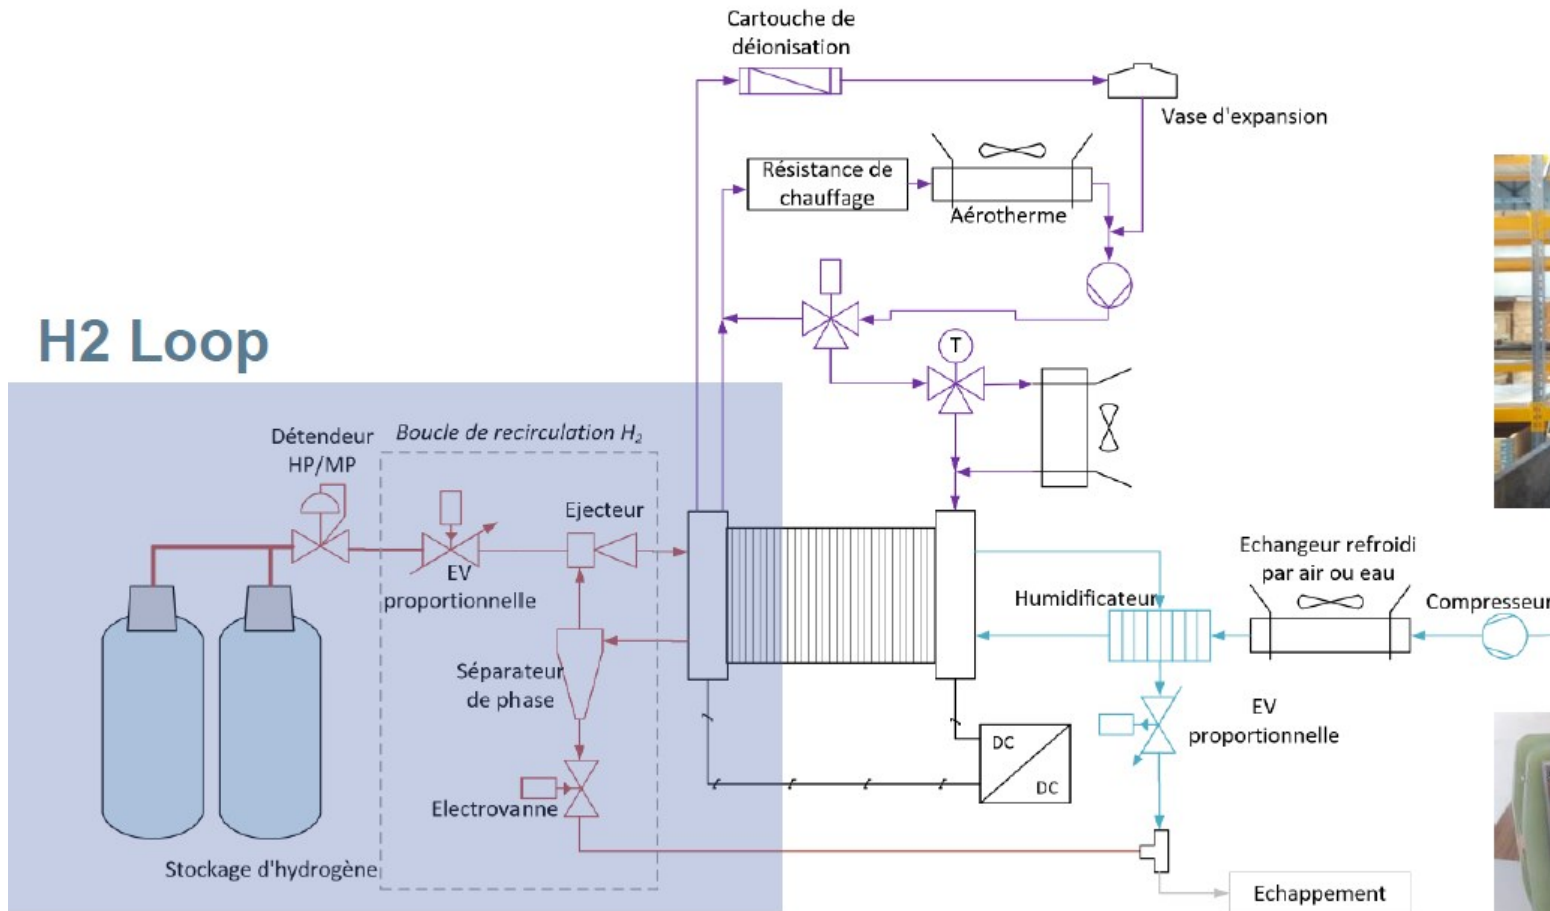 Cartouche de
déionisation
Vase d'expansion
Résistance de
chauffage
Aérotherme
H2 Loop
T
Détendeur
HP/MP
Boucle de recirculation H₂
Ejecteur
EV
proportionnelle
Echangeur refroidi
par air ou eau
Humidificateur
Compresseur
Séparateur
de phase
EV
proportionnelle
DC
DC
Electrovanne
Stockage d'hydrogène
Echappement